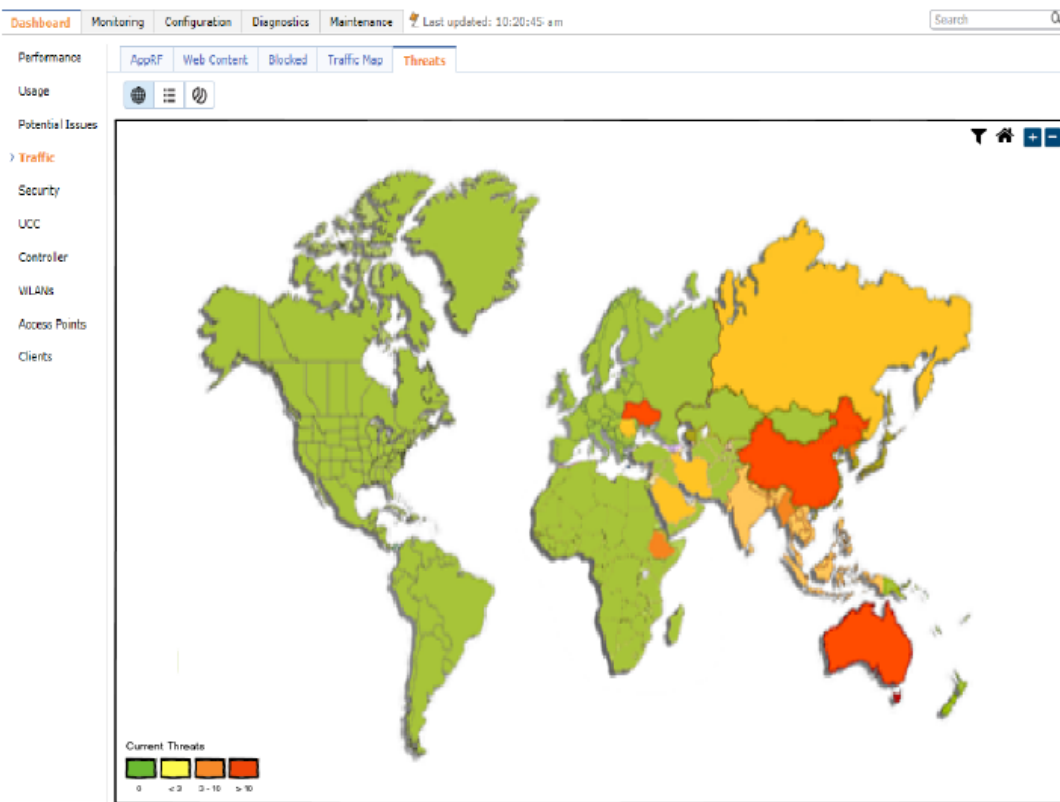 Dashboard Monitoring Configuration Diagnostics Maintenance Last updated: 10:20:45 am Search
Performance
AppRF Web Content Blocked Traffic Map Threats
Usage
Potential Issues
Traffic
Security
UCC
Controller
WLANs
Access Points
Clients
Current Threats
0 < 3 3 - 10 > 10